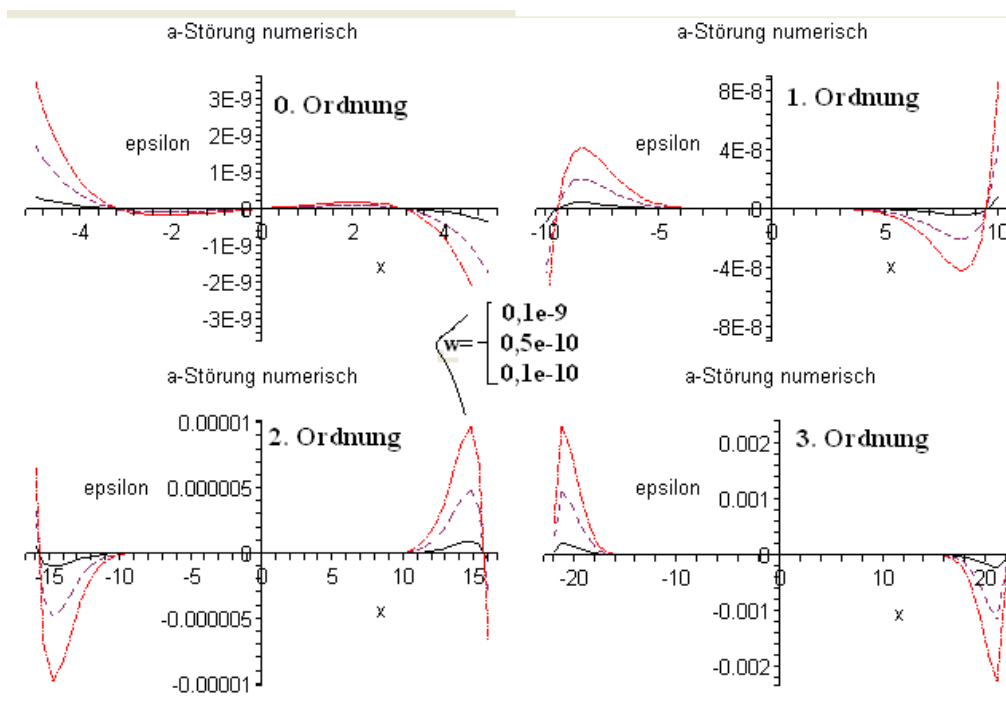 a-Störung numerisch
3E-9
0. Ordnung
2E-9
epsilon
1E-9
0
-4
-2
0
2
4
-1E-9
x
-2E-9
-3E-9
a-Störung numerisch
8E-8
1. Ordnung
epsilon
4E-8
0
-10
-5
0
5
10
-4E-8
x
-8E-8
w=
0,1e-9
0,5e-10
0,1e-10
a-Störung numerisch
0.00001
2. Ordnung
epsilon
0.000005
0
-15
-10
-5
0
5
10
15
x
-0.000005
-0.00001
a-Störung numerisch
0.002
3. Ordnung
epsilon
0.001
0
-20
-10
0
10
20
-0.001
x
-0.002